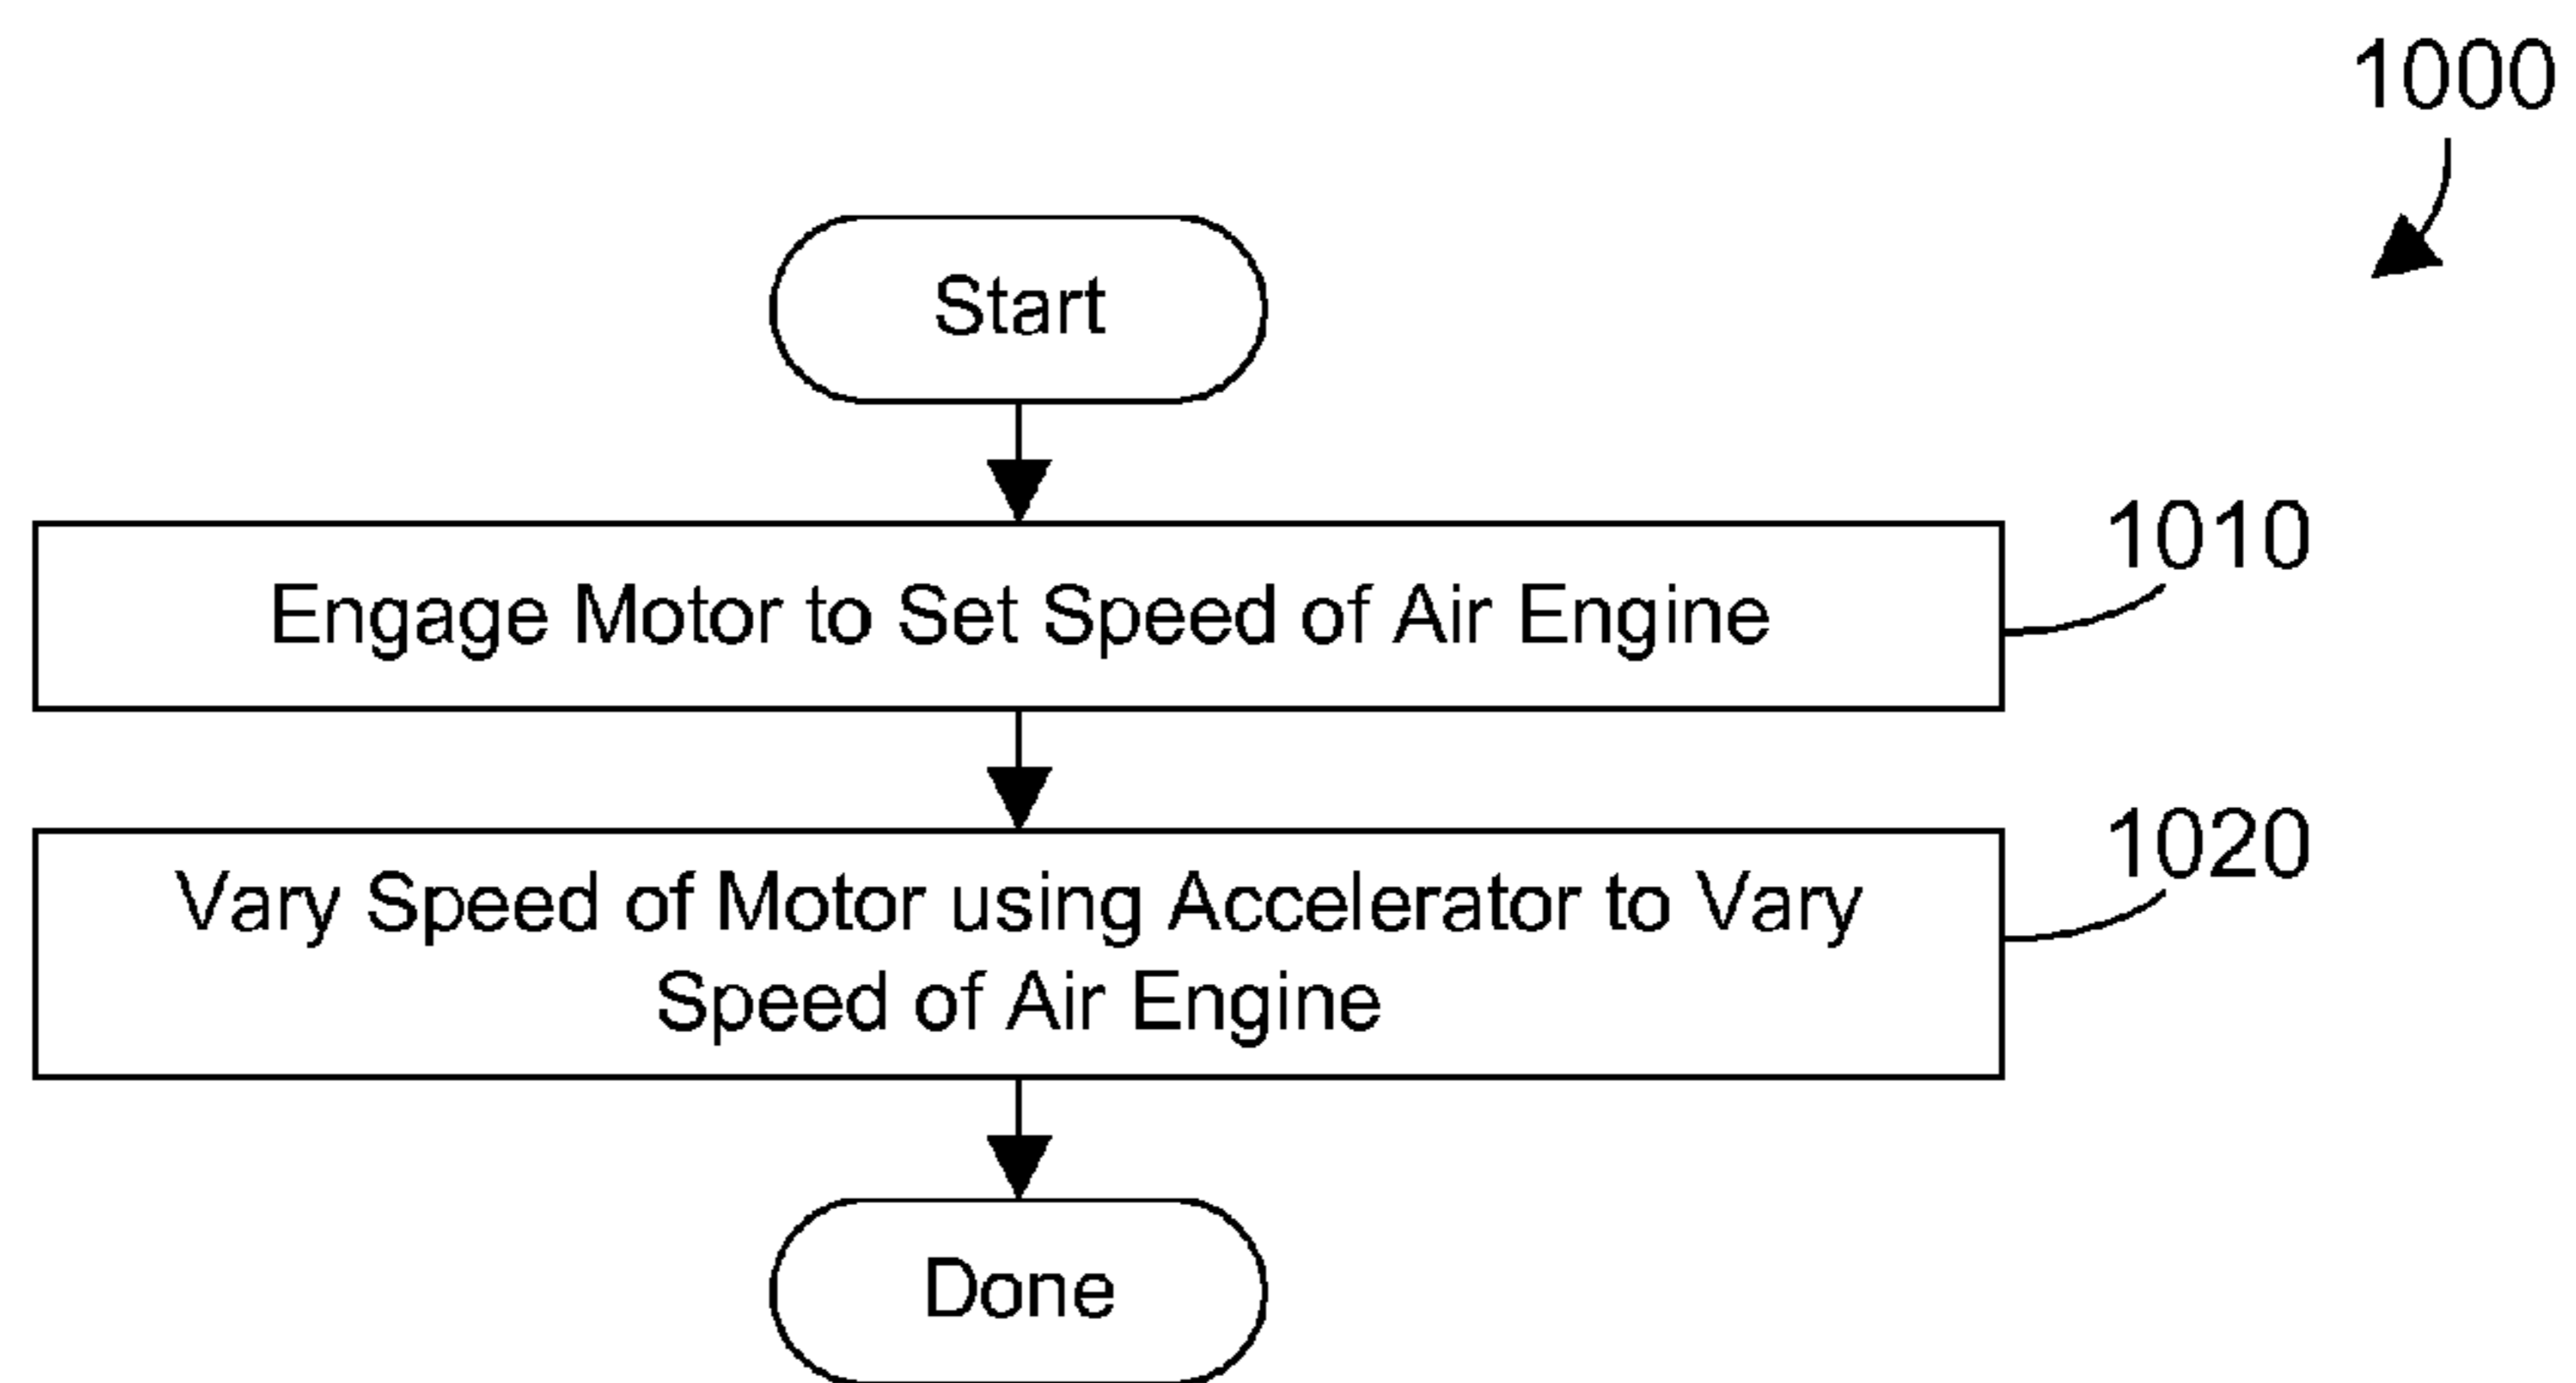 1000
Start
1010
Engage Motor to Set Speed of Air Engine
1020
Vary Speed of Motor using Accelerator to Vary
Speed of Air Engine
Done